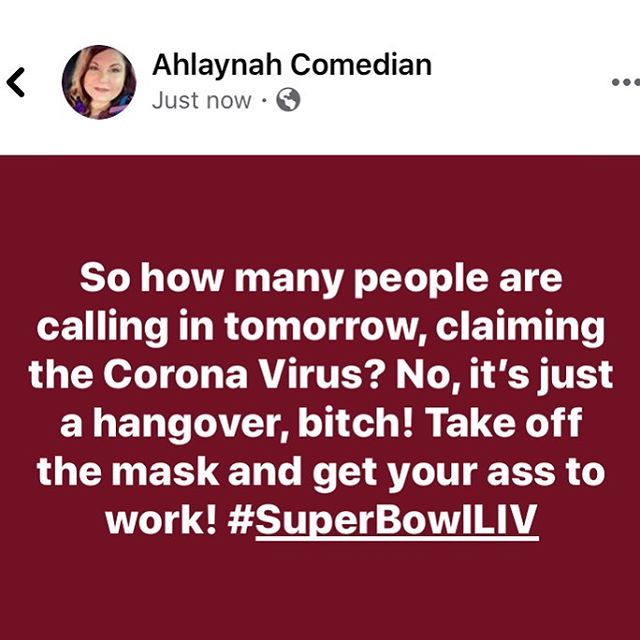 Ahlaynah Comedian
Just now ·
So how many people are
calling in tomorrow, claiming
the Corona Virus? No, it’s just
a hangover, bitch! Take off
the mask and get your ass to
work! #SuperBowlLIV